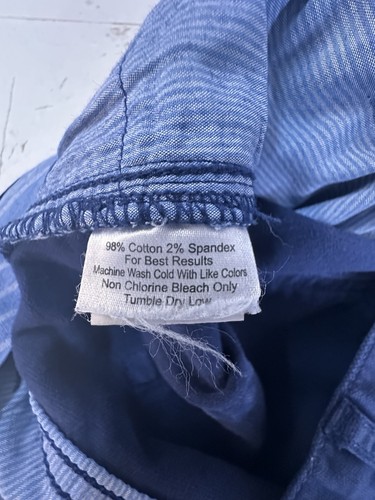 98% Cotton 2% Spandex
For Best Results
Machine Wash Cold With Like Colors
Non Chlorine Bleach Only
Tumble Dry Low